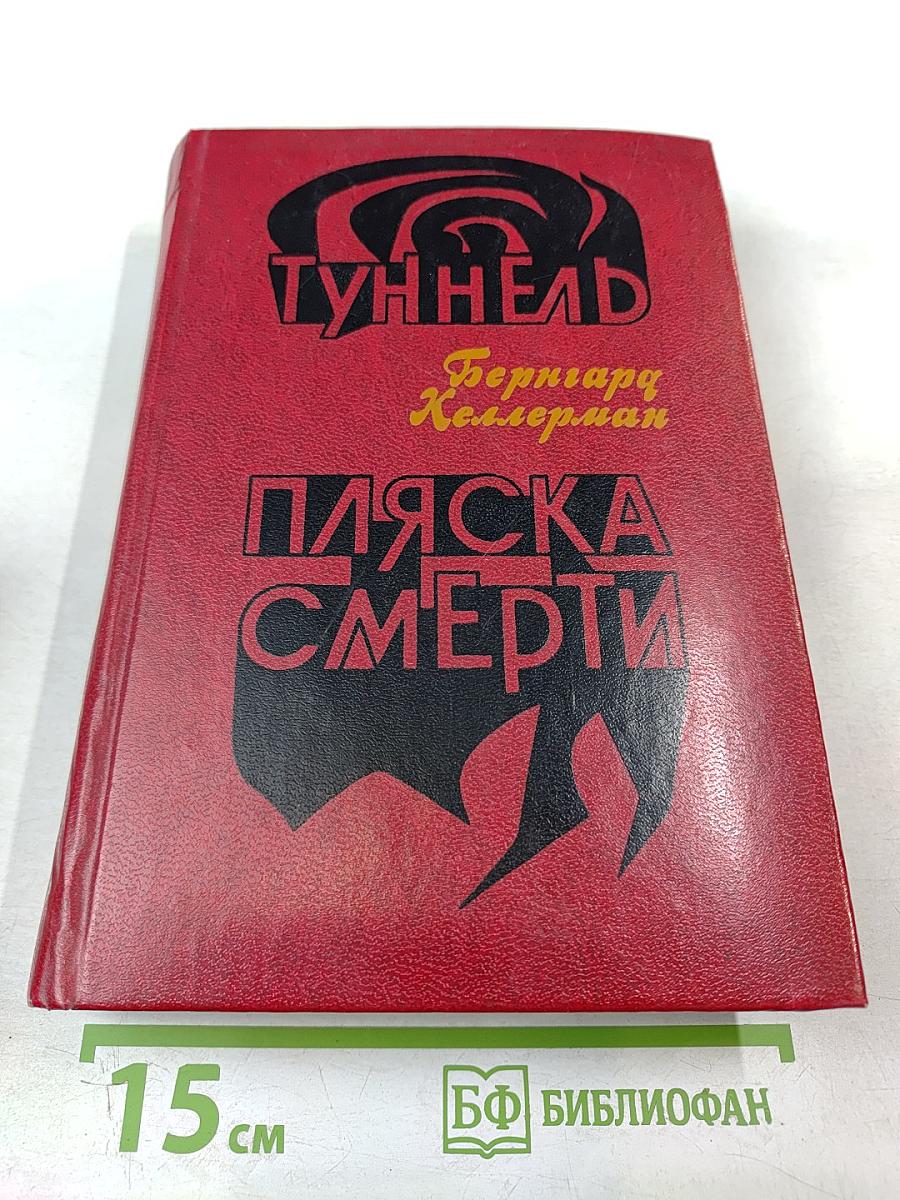 ТУННЕЛЬ
Бернгард
Келлерман
ПЛЯСКА
СМЕРТИ
15 см
БФ БИБЛИОФАН